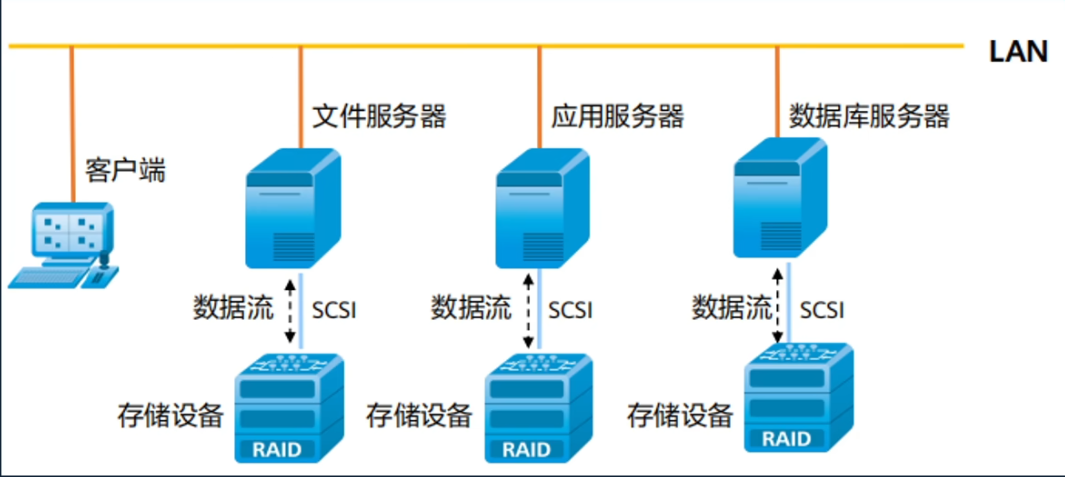 LAN
客户端
文件服务器
应用服务器
数据库服务器
数据流 SCSI
数据流 SCSI
数据流 SCSI
存储设备
RAID
存储设备
RAID
存储设备
RAID